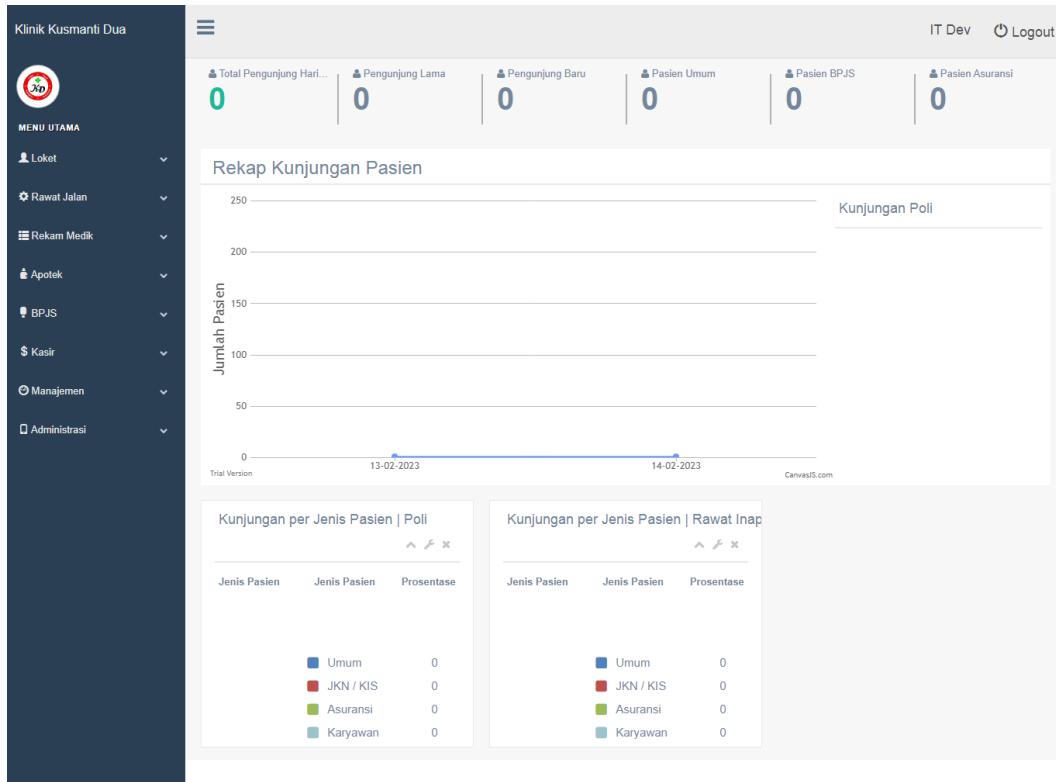 Klinik Kusmanti Dua
IT Dev
Logout
KD
MENU UTAMA
Loket
Rawat Jalan
Rekam Medik
Apotek
BPJS
Kasir
Manajemen
Administrasi
Total Pengunjung Hari...
0
Pengunjung Lama
0
Pengunjung Baru
0
Pasien Umum
0
Pasien BPJS
0
Pasien Asuransi
0
Rekap Kunjungan Pasien
Jumlah Pasien
250
200
150
100
50
0
13-02-2023
14-02-2023
Trial Version
CanvasJS.com
Kunjungan Poli
Kunjungan per Jenis Pasien | Poli
Jenis Pasien Jenis Pasien Prosentase
Umum 0
JKN / KIS 0
Asuransi 0
Karyawan 0
Kunjungan per Jenis Pasien | Rawat Inap
Jenis Pasien Jenis Pasien Prosentase
Umum 0
JKN / KIS 0
Asuransi 0
Karyawan 0